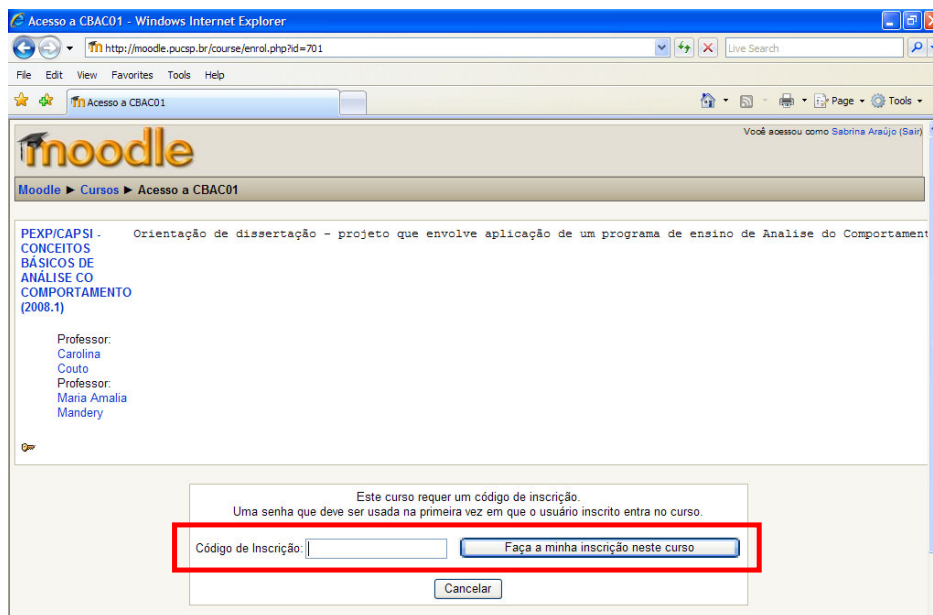 Acesso a CBAC01 - Windows Internet Explorer
http://moodle.pucsp.br/course/enrol.php?id=701
Live Search
File Edit View Favorites Tools Help
Acesso a CBAC01
Page Tools
moodle
Você acessou como Sabrina Araújo (Sair)
Moodle ► Cursos ► Acesso a CBAC01
PEXP/CAPSI - CONCEITOS BÁSICOS DE ANÁLISE CO COMPORTAMENTO (2008.1)
Orientação de dissertação - projeto que envolve aplicação de um programa de ensino de Analise do Comportament
Professor:
Carolina
Couto
Professor:
Maria Amalia
Mandery
Este curso requer um código de inscrição.
Uma senha que deve ser usada na primeira vez em que o usuário inscrito entra no curso.
Código de Inscrição:
Faça a minha inscrição neste curso
Cancelar